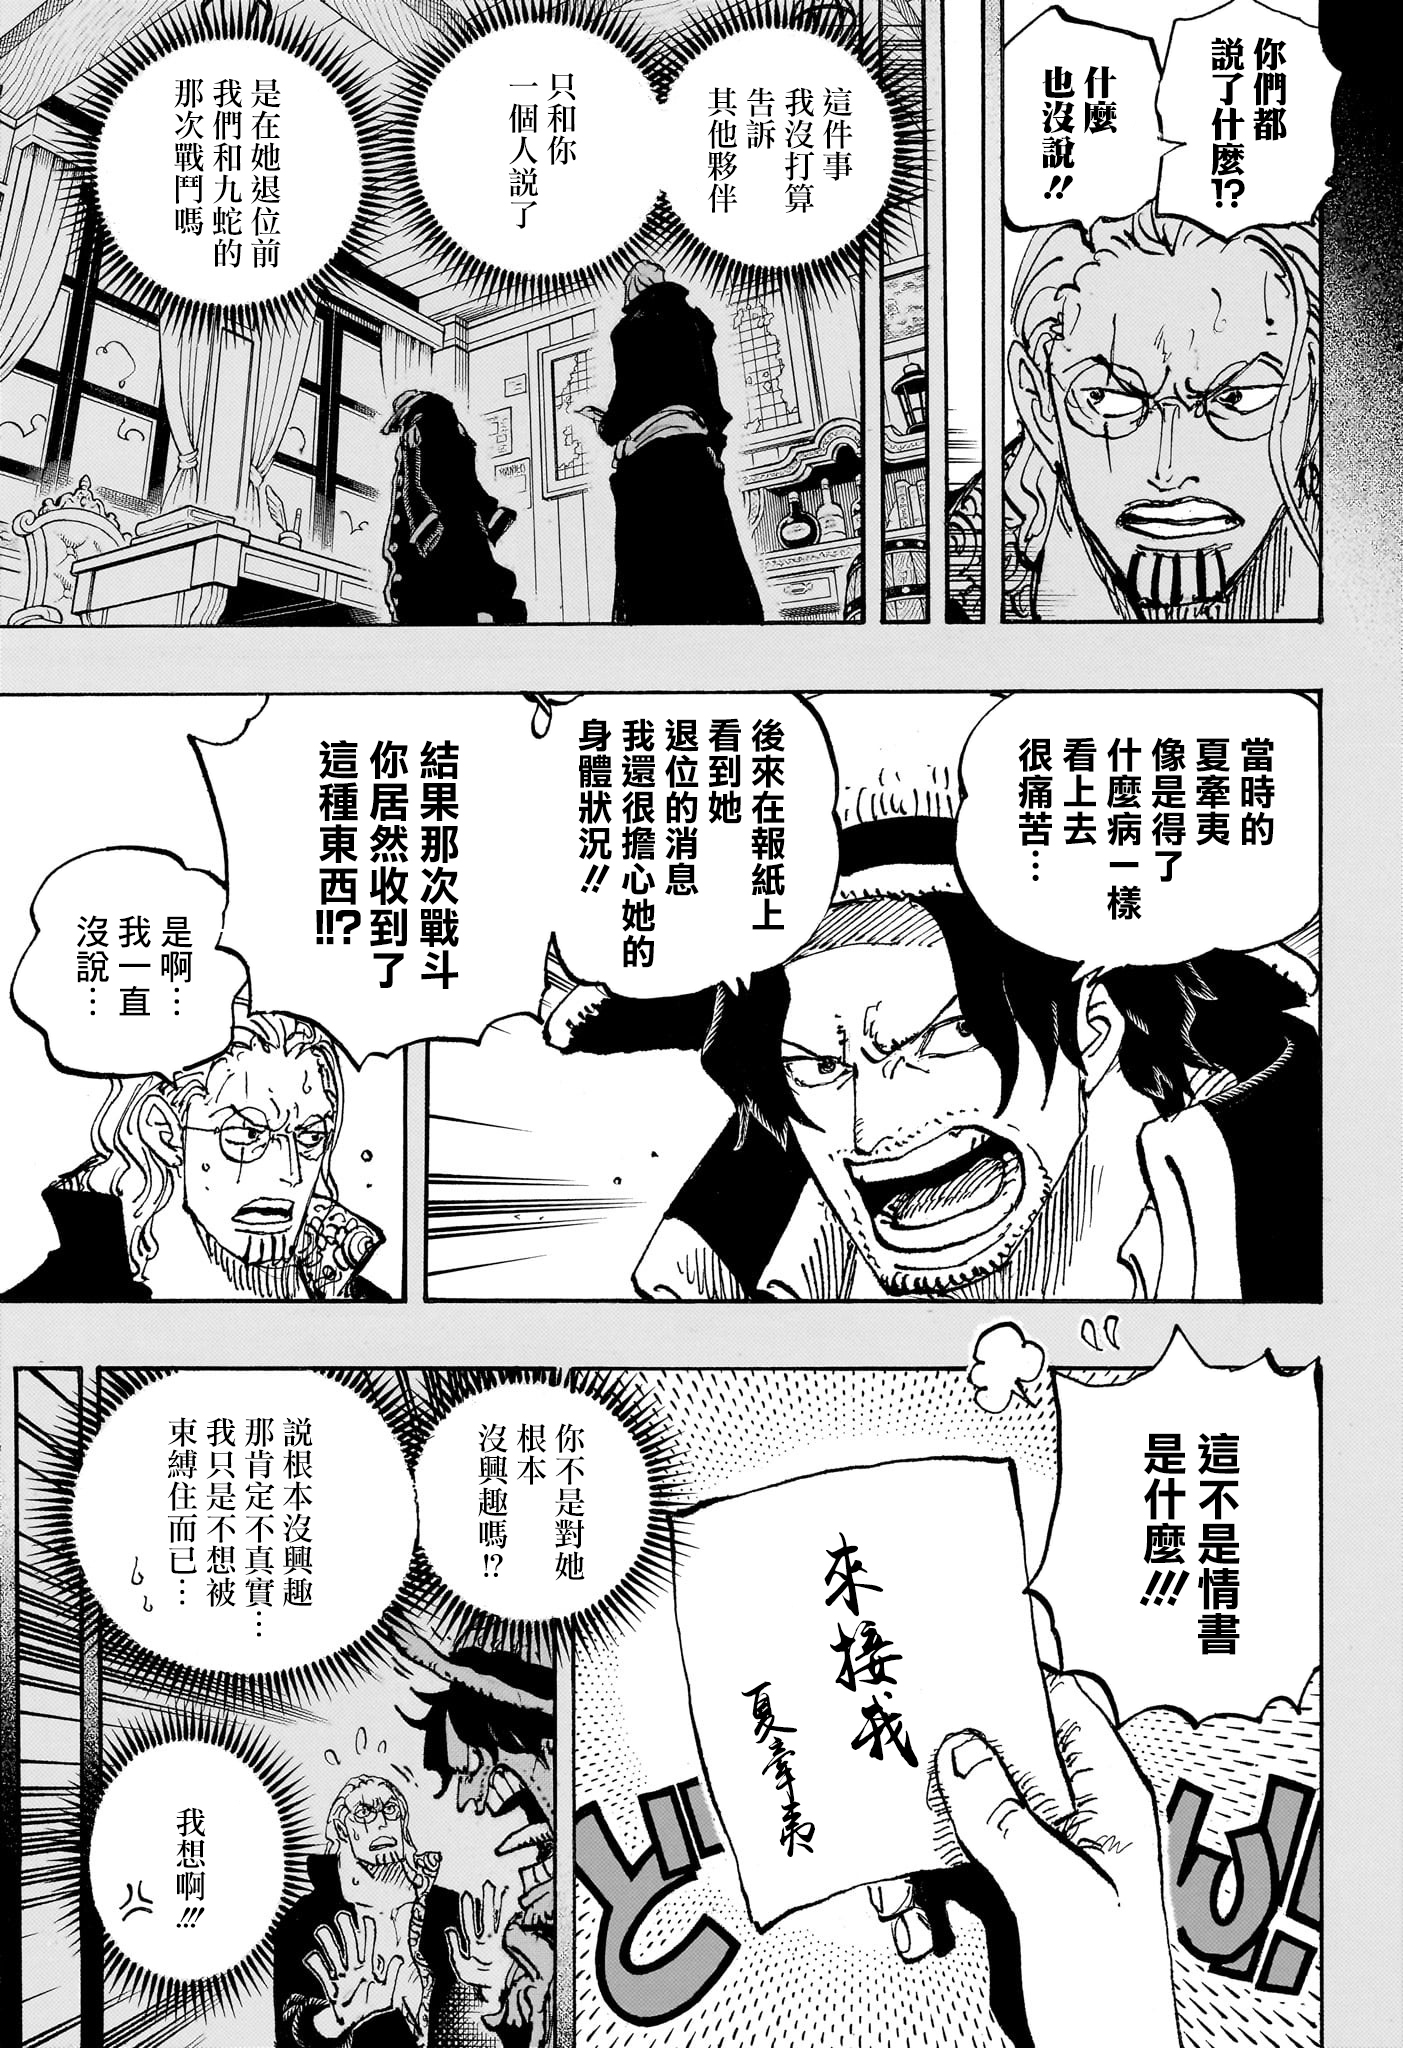 你們都
説了什麼!?
什麼
也沒說!!
這件事
我沒打算
告訴
其他夥伴
只和你
一個人説了
是在她退位前
我們和九蛇的
那次戰鬥嗎
WANTED
當時的
夏牽夷
像是得了
什麼病一樣
看上去
很痛苦…
後來在報紙上
看到她
退位的消息
我還很擔心她的
身體狀況!!
結果那次戰斗
你居然收到了
這種東西!!?
是啊…
我一直
沒說…
這不是情書
是什麼!!!
來接我
夏牽夷
どん!!
你不是對她
根本
沒興趣嗎!?
説根本沒興趣
那肯定不真實…
我只是不想被
束縛住而已…
我想啊!!!